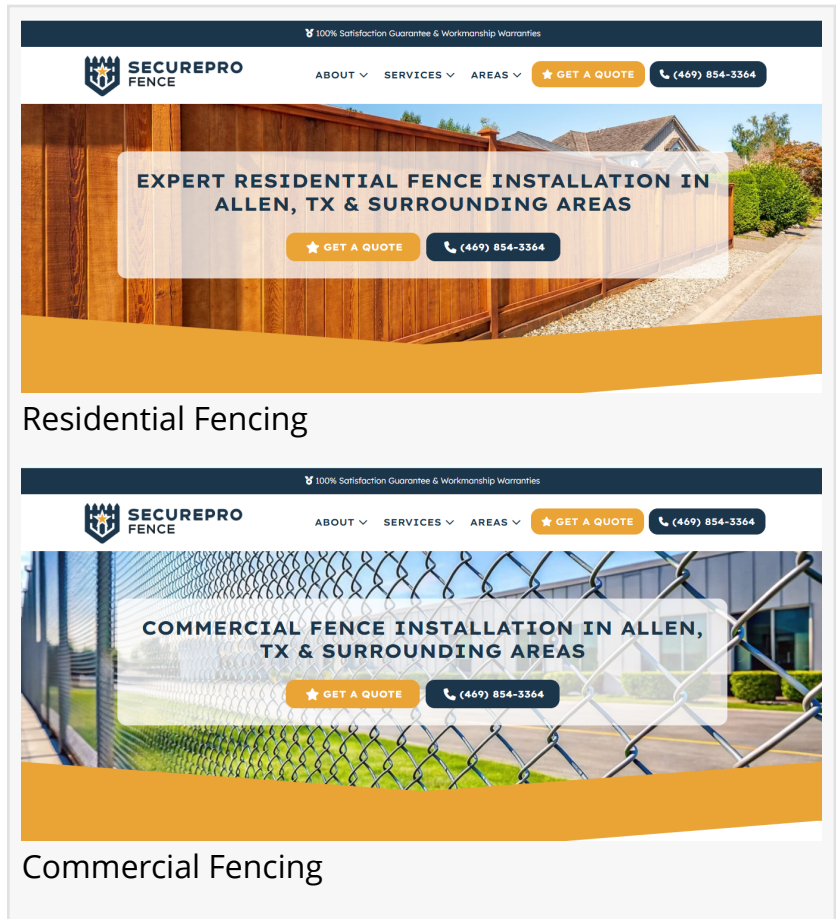 100% Satisfaction Guarantee & Workmanship Warranties
SECUREPRO
FENCE
ABOUT SERVICES AREAS GET A QUOTE (469) 854-3364
EXPERT RESIDENTIAL FENCE INSTALLATION IN
ALLEN, TX & SURROUNDING AREAS
GET A QUOTE (469) 854-3364
Residential Fencing
100% Satisfaction Guarantee & Workmanship Warranties
SECUREPRO
FENCE
ABOUT SERVICES AREAS GET A QUOTE (469) 854-3364
COMMERCIAL FENCE INSTALLATION IN ALLEN,
TX & SURROUNDING AREAS
GET A QUOTE (469) 854-3364
Commercial Fencing